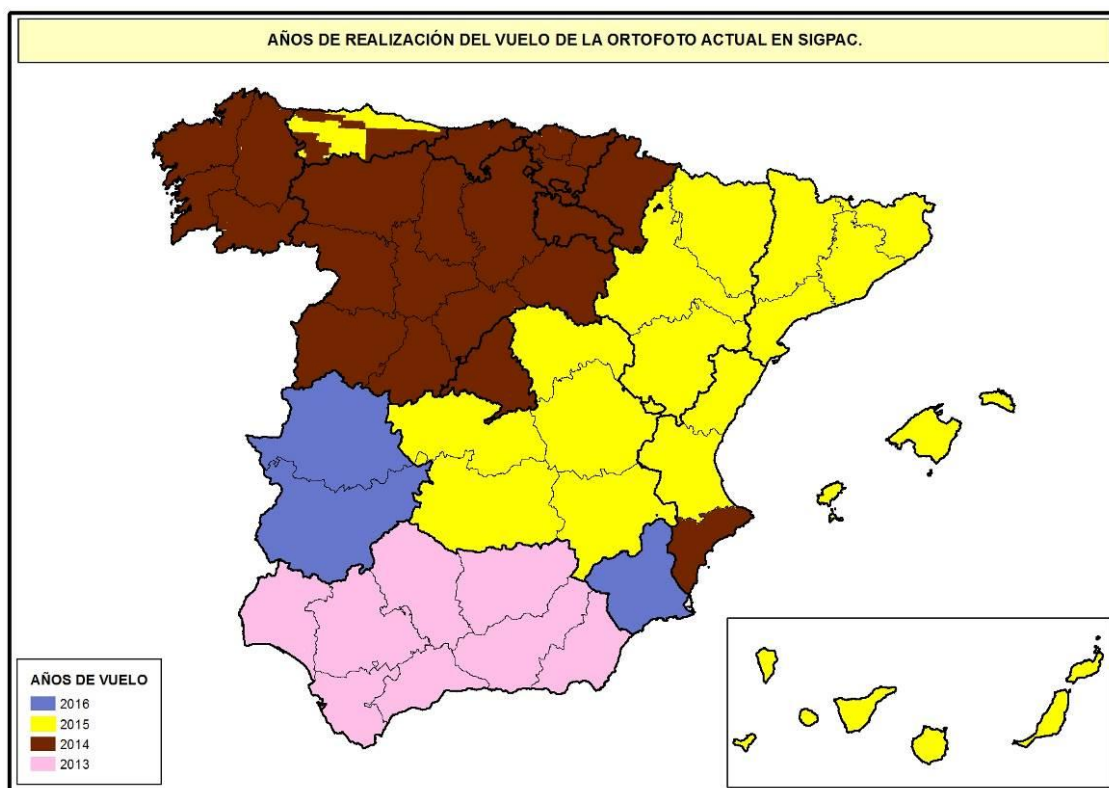 AÑOS DE REALIZACIÓN DEL VUELO DE LA ORTOFOTO ACTUAL EN SIGPAC.
AÑOS DE VUELO
2016
2015
2014
2013